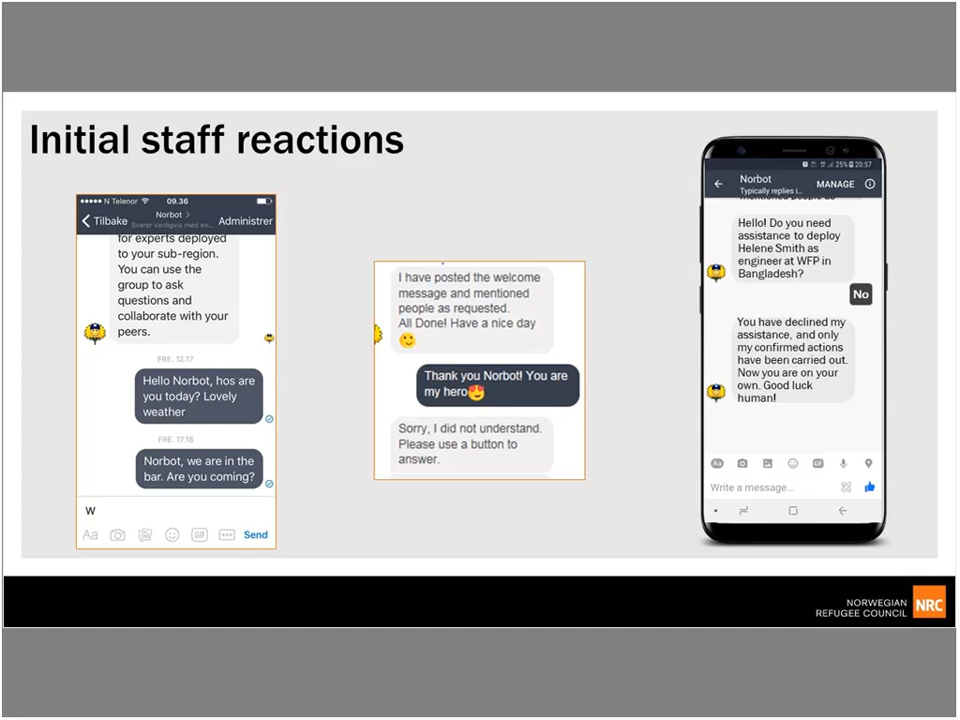 Initial staff reactions
N Telenor 09.36
Tilbake Norbot > Administrer
for experts deployed
to your sub-region.
You can use the
group to ask
questions and
collaborate with your
peers.
FRE. 12.17
Hello Norbot, hos are
you today? Lovely
weather
FRE. 17.18
Norbot, we are in the
bar. Are you coming?
W
Aa GIF Send
I have posted the welcome
message and mentioned
people as requested.
All Done! Have a nice day
Thank you Norbot! You are
my hero
Sorry, I did not understand.
Please use a button to
answer.
25% 20:57
Norbot
Typically replies i...
MANAGE
Hello! Do you need
assistance to deploy
Helene Smith as
engineer at WFP in
Bangladesh?
No
You have declined my
assistance, and only
my confirmed actions
have been carried out.
Now you are on your
own. Good luck
human!
Aa GIF
Write a message...
NORWEGIAN
REFUGEE COUNCIL
NRC